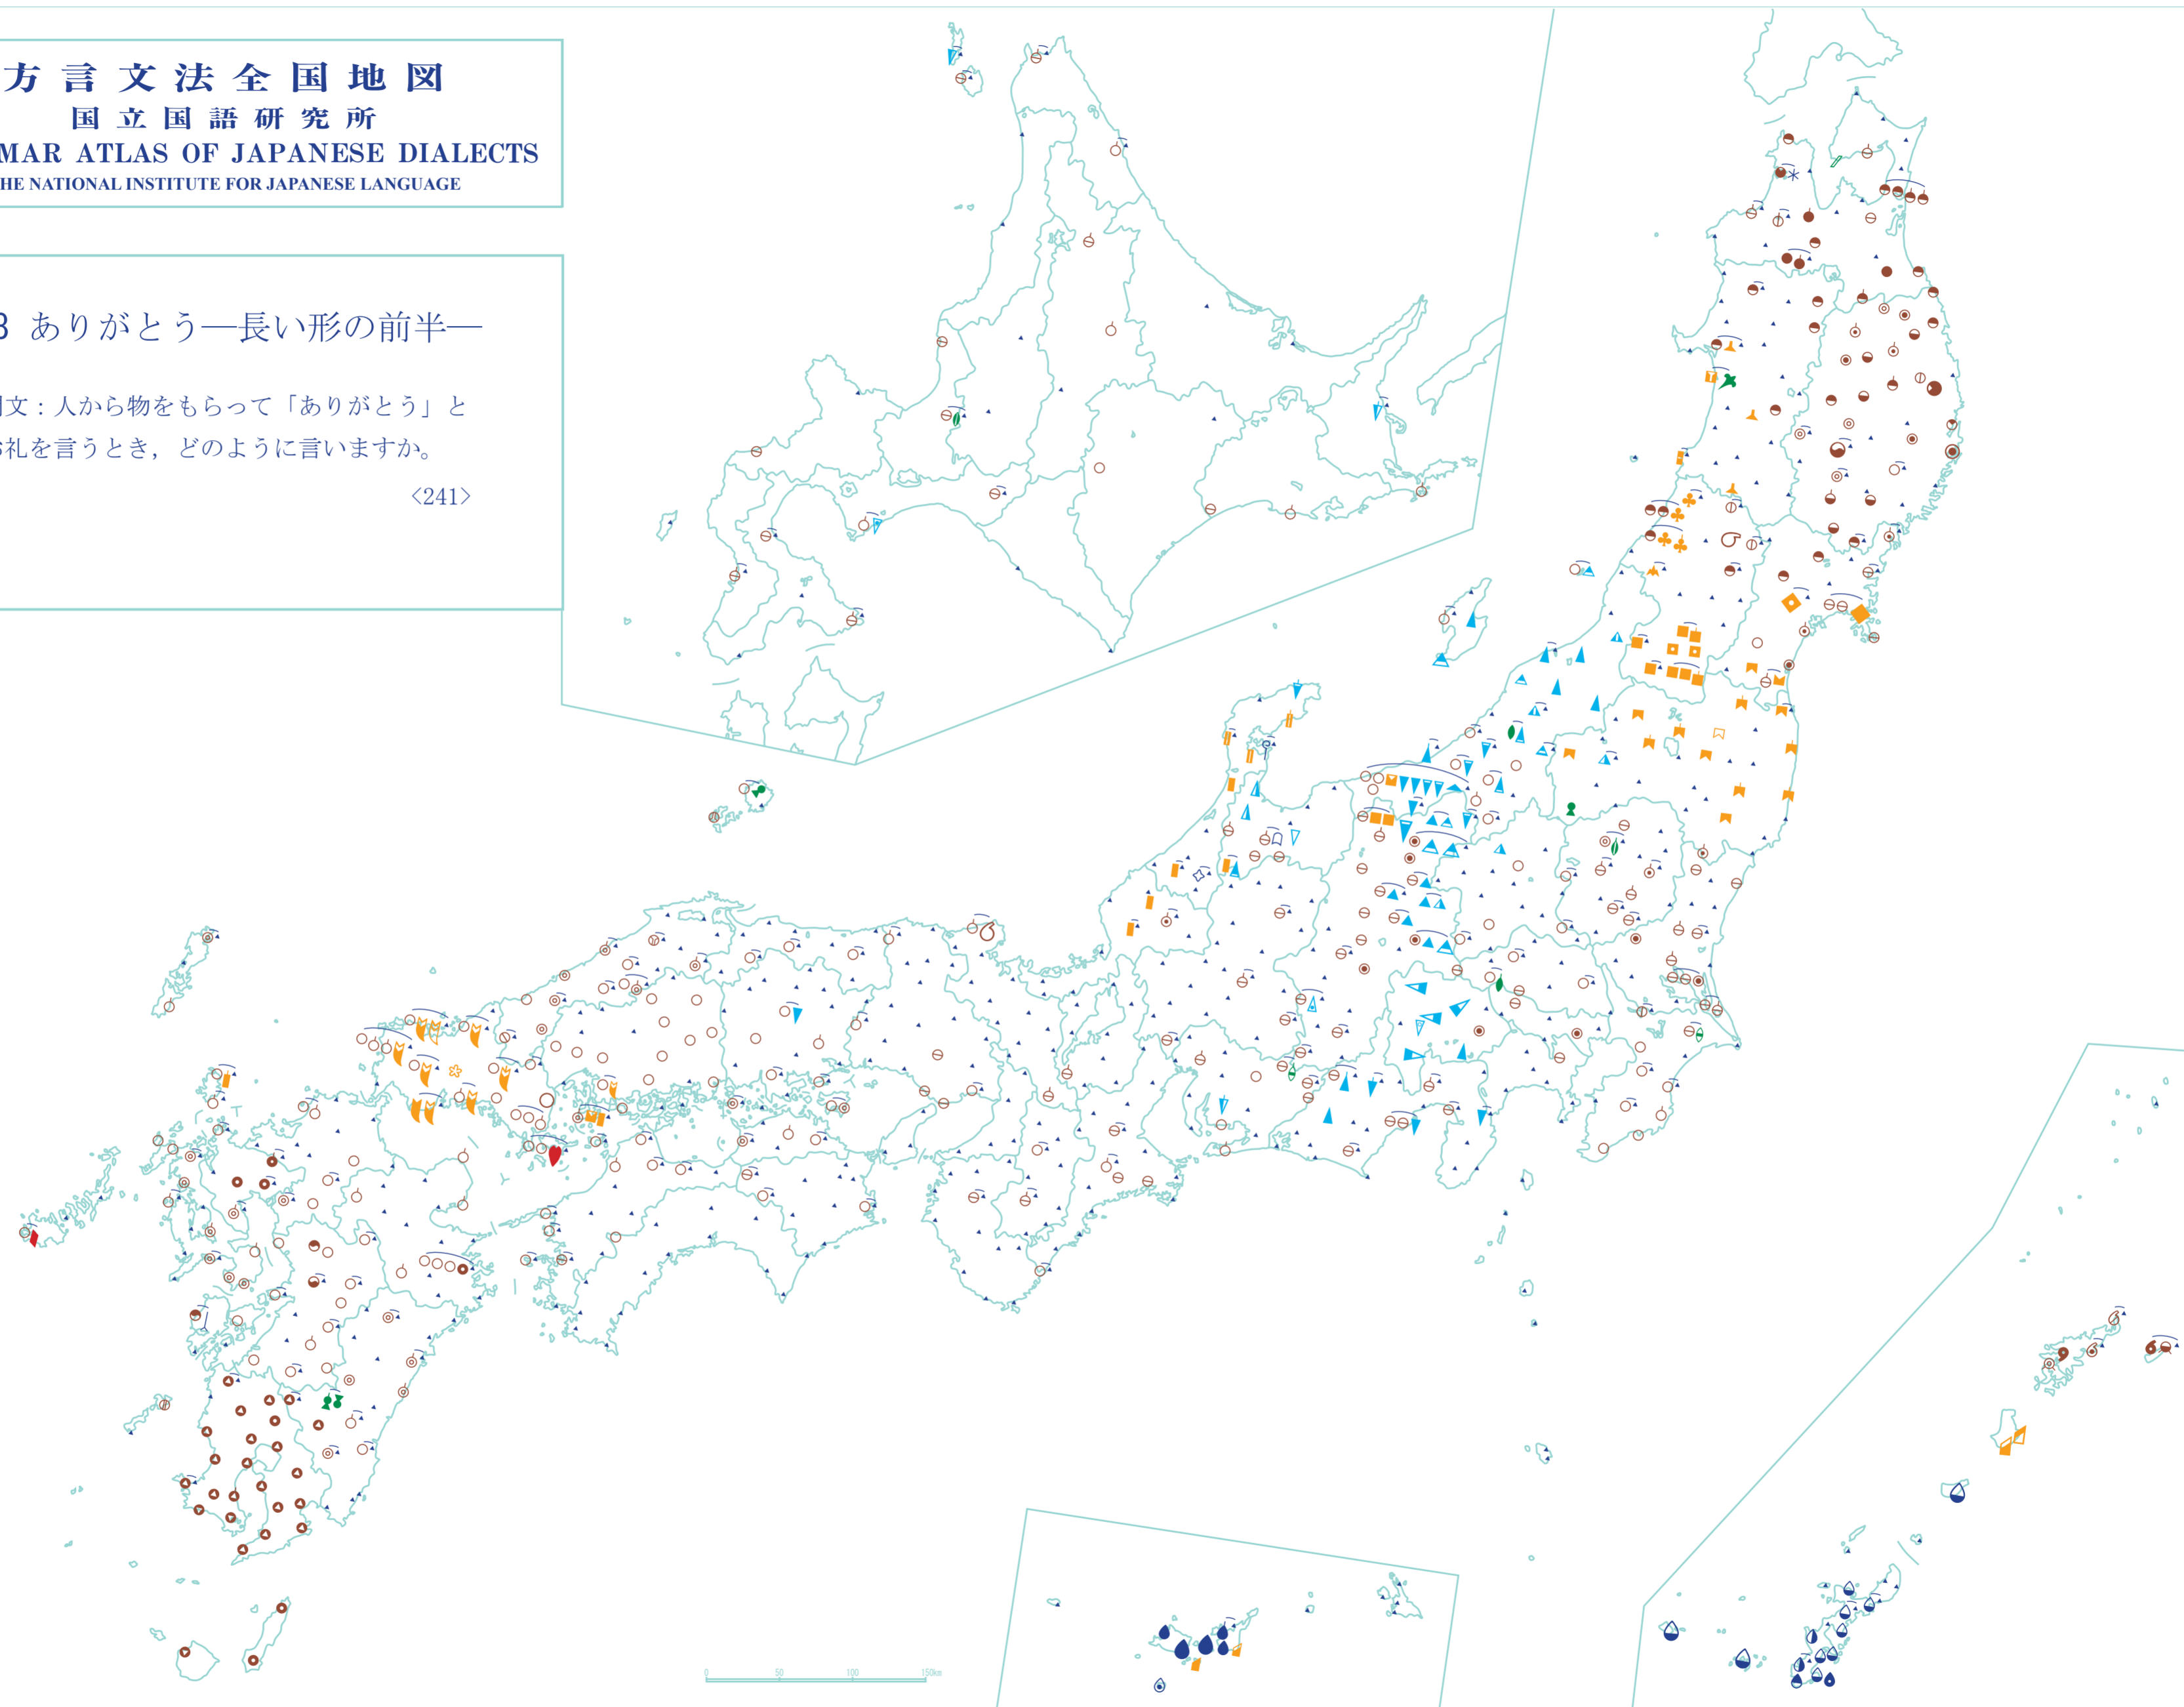 方言文法全国地図
国立国語研究所
MAR ATLAS OF JAPANESE DIALECTS
HE NATIONAL INSTITUTE FOR JAPANESE LANGUAGE
3 ありがとう―長い形の前半―
文：人から物をもらって「ありがとう」と
礼を言うとき，どのように言いますか。
〈241〉
0 50 100 150km